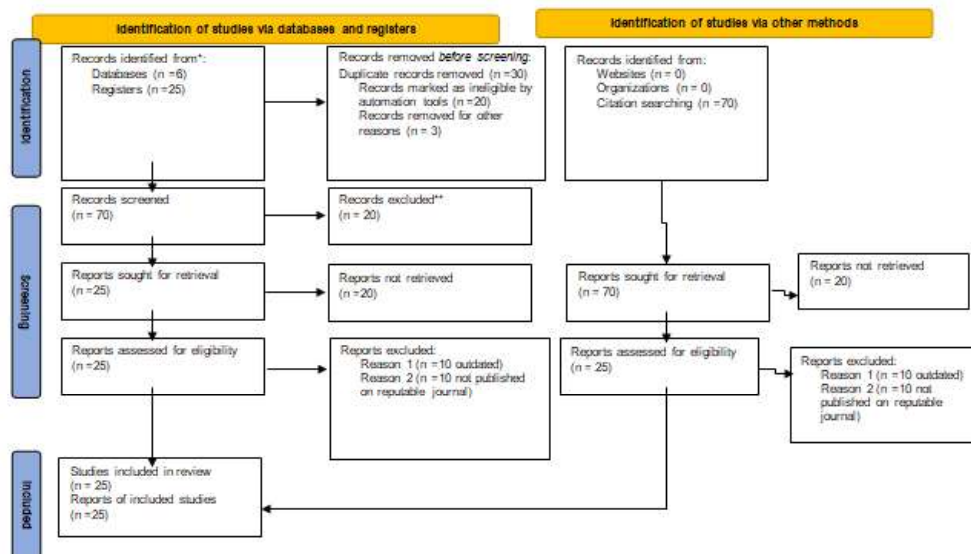 Identification of studies via databases and registers
Identification of studies via other methods
Identification
Records identified from*:
Databases (n =6)
Registers (n =25)
Records removed before screening:
Duplicate records removed (n =30)
Records marked as ineligible by
automation tools (n =20)
Records removed for other
reasons (n = 3)
Records identified from:
Websites (n = 0)
Organizations (n = 0)
Citation searching (n =70)
Screening
Records screened
(n = 70)
Records excluded**
(n = 20)
Reports sought for retrieval
(n =25)
Reports not retrieved
(n =20)
Reports sought for retrieval
(n = 70)
Reports not retrieved
(n = 20)
Reports assessed for eligibility
(n =25)
Reports excluded:
Reason 1 (n =10 outdated)
Reason 2 (n =10 not published
on reputable journal)
Reports assessed for eligibility
(n = 25)
Reports excluded:
Reason 1 (n =10 outdated)
Reason 2 (n =10 not
published on reputable
journal)
Included
Studies included in review
(n = 25)
Reports of included studies
(n =25)